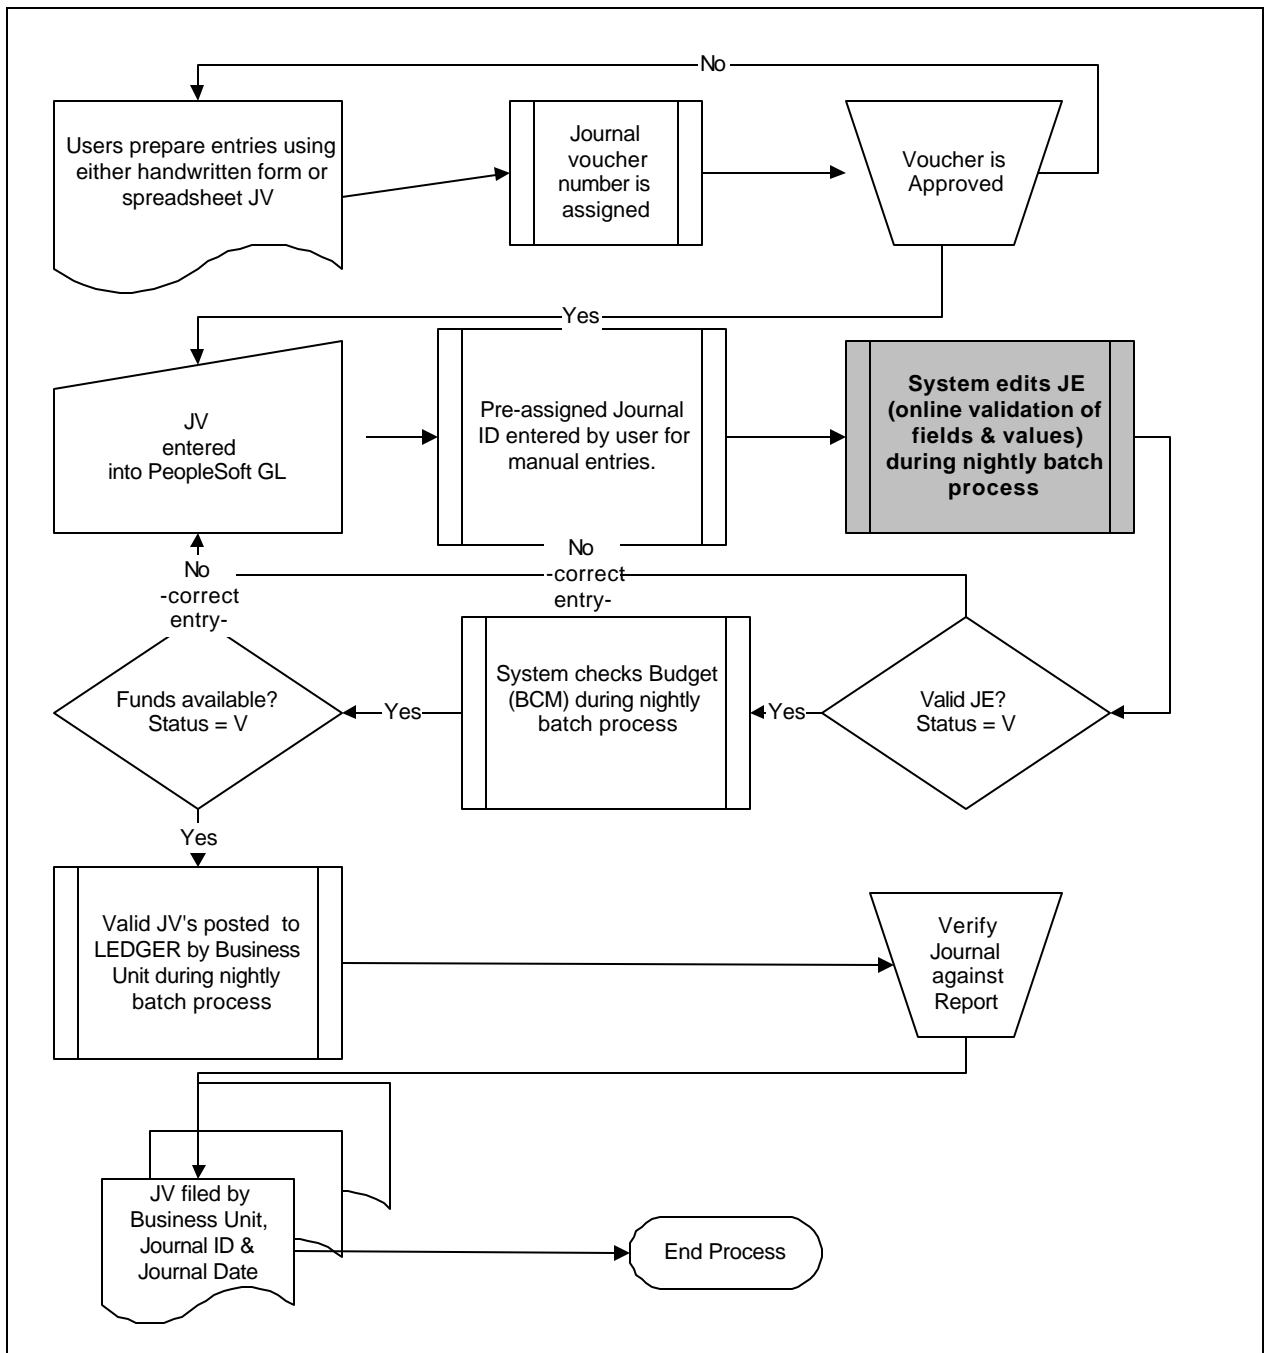 No
Users prepare entries using
either handwritten form or
spreadsheet JV
Journal
voucher
number is
assigned
Voucher is
Approved
Yes
JV
entered
into PeopleSoft GL
Pre-assigned Journal
ID entered by user for
manual entries.
System edits JE
(online validation of
fields & values)
during nightly batch
process
No
-correct
entry-
No
-correct
entry-
Funds available?
Status = V
Yes
System checks Budget
(BCM) during nightly
batch process
Yes
Valid JE?
Status = V
Yes
Valid JV's posted to
LEDGER by Business
Unit during nightly
batch process
Verify
Journal
against
Report
JV filed by
Business Unit,
Journal ID &
Journal Date
End Process